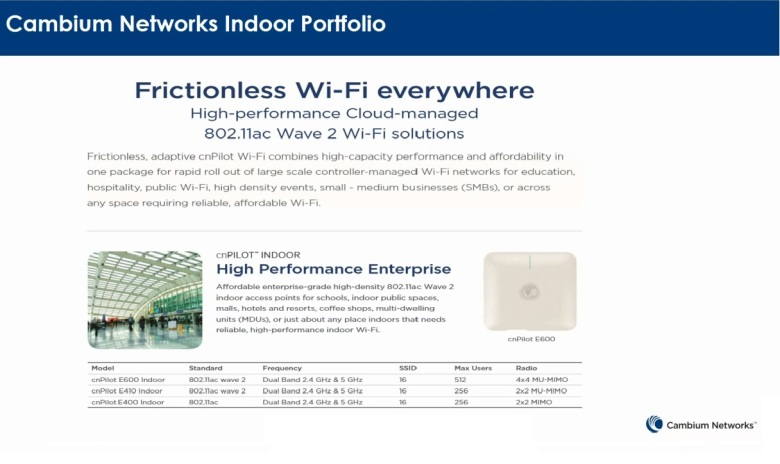 Cambium Networks Indoor Portfolio
Frictionless Wi-Fi everywhere
High-performance Cloud-managed
802.11ac Wave 2 Wi-Fi solutions
Frictionless, adaptive cnPilot Wi-Fi combines high-capacity performance and affordability in
one package for rapid roll out of large scale controller-managed Wi-Fi networks for education,
hospitality, public Wi-Fi, high density events, small - medium businesses (SMBs), or across
any space requiring reliable, affordable Wi-Fi.
cnPILOT™ INDOOR
High Performance Enterprise
Affordable enterprise-grade high-density 802.11ac Wave 2
indoor access points for schools, indoor public spaces,
malls, hotels and resorts, coffee shops, multi-dwelling
units (MDUs), or just about any place indoors that needs
reliable, high-performance indoor Wi-Fi.
cnPilot E600
Model Standard Frequency SSID Max Users Radio
cnPilot E600 Indoor 802.11ac wave 2 Dual Band 2.4 GHz & 5 GHz 16 512 4x4 MU-MIMO
cnPilot E410 Indoor 802.11ac wave 2 Dual Band 2.4 GHz & 5 GHz 16 256 2x2 MU-MIMO
cnPilot E400 Indoor 802.11ac Dual Band 2.4 GHz & 5 GHz 16 256 2x2 MIMO
Cambium Networks™